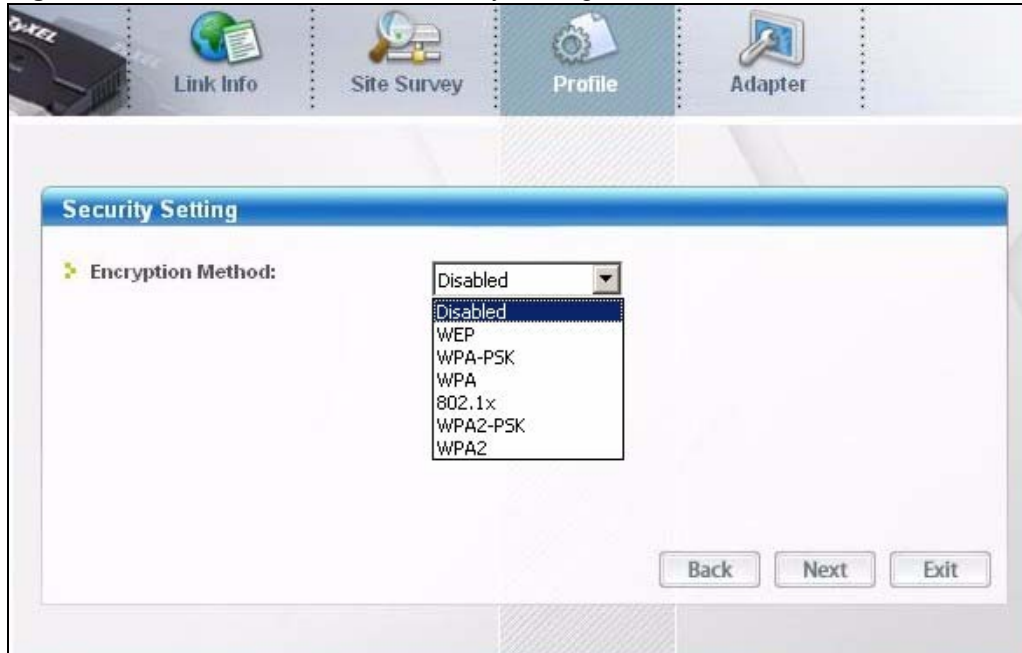 ZyXEL
Link Info
Site Survey
Profile
Adapter
Security Setting
Encryption Method:
Disabled
Disabled
WEP
WPA-PSK
WPA
802.1x
WPA2-PSK
WPA2
Back
Next
Exit